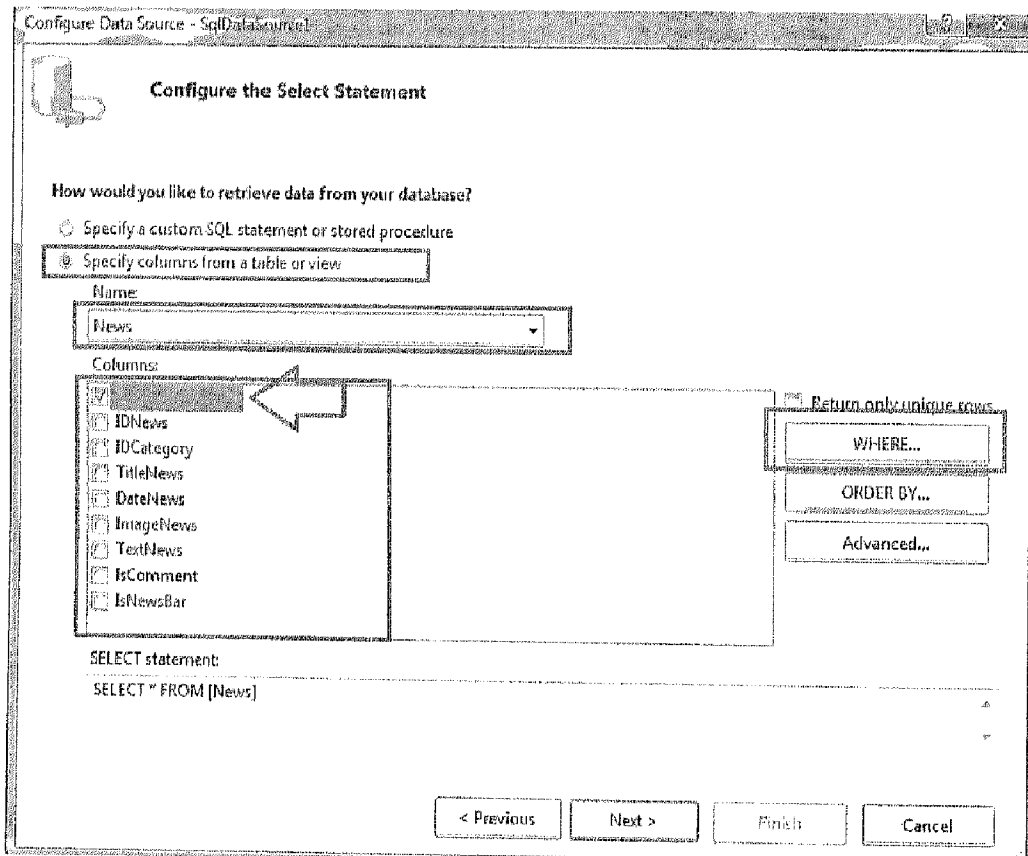 Configure Data Source - SqlDataSource1
Configure the Select Statement
How would you like to retrieve data from your database?
Specify a custom SQL statement or stored procedure
Specify columns from a table or view
Name:
News
Columns:
IDNews
IDCategory
TitleNews
DateNews
ImageNews
TextNews
IsComment
IsNewsBar
Return only unique rows
WHERE...
ORDER BY...
Advanced...
SELECT statement:
SELECT * FROM [News]
< Previous
Next >
Finish
Cancel